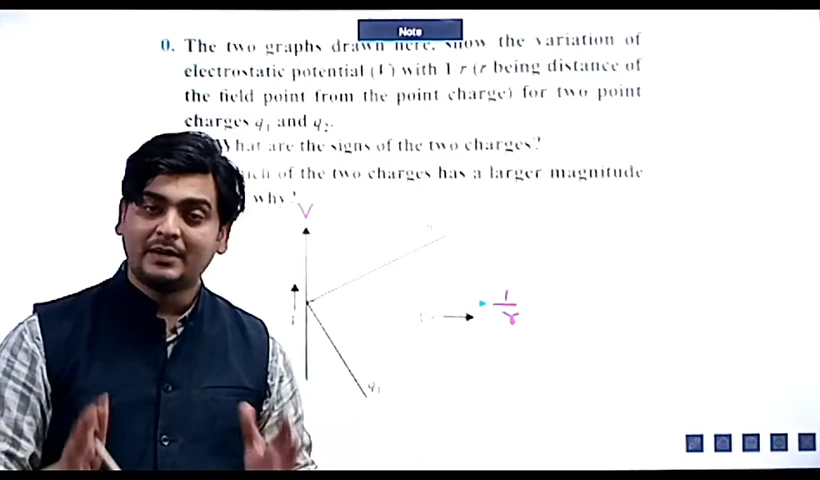 Note
0. The two graphs drawn here, show the variation of
electrostatic potential (V) with 1 r (r being distance of
the field point from the point charge) for two point
charges q₁ and q₂.
What are the signs of the two charges?
of the two charges has a larger magnitude
why?
V
1
r
q₁